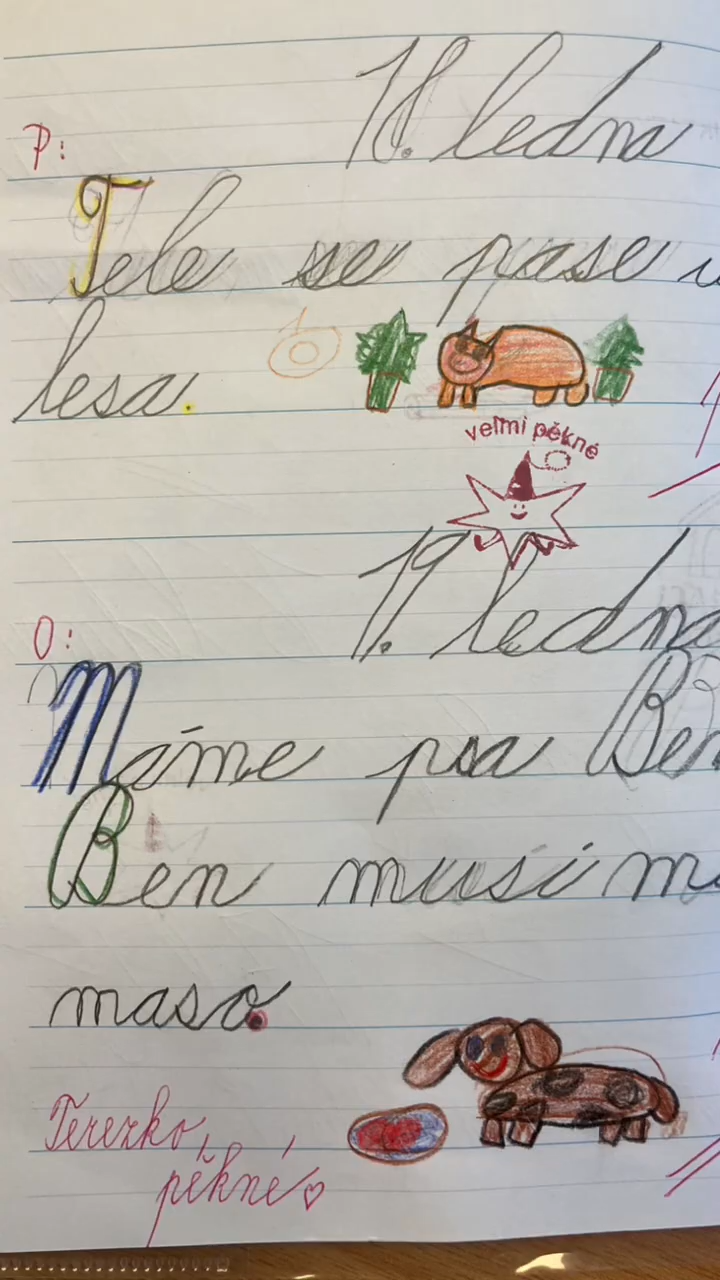 P: 18. ledna
Tele se pase u
lesa.
velmi pěkné
O: 19. ledna
Máme psa Ben
Ben musí m
maso.
Terezko,
pěkné ♡